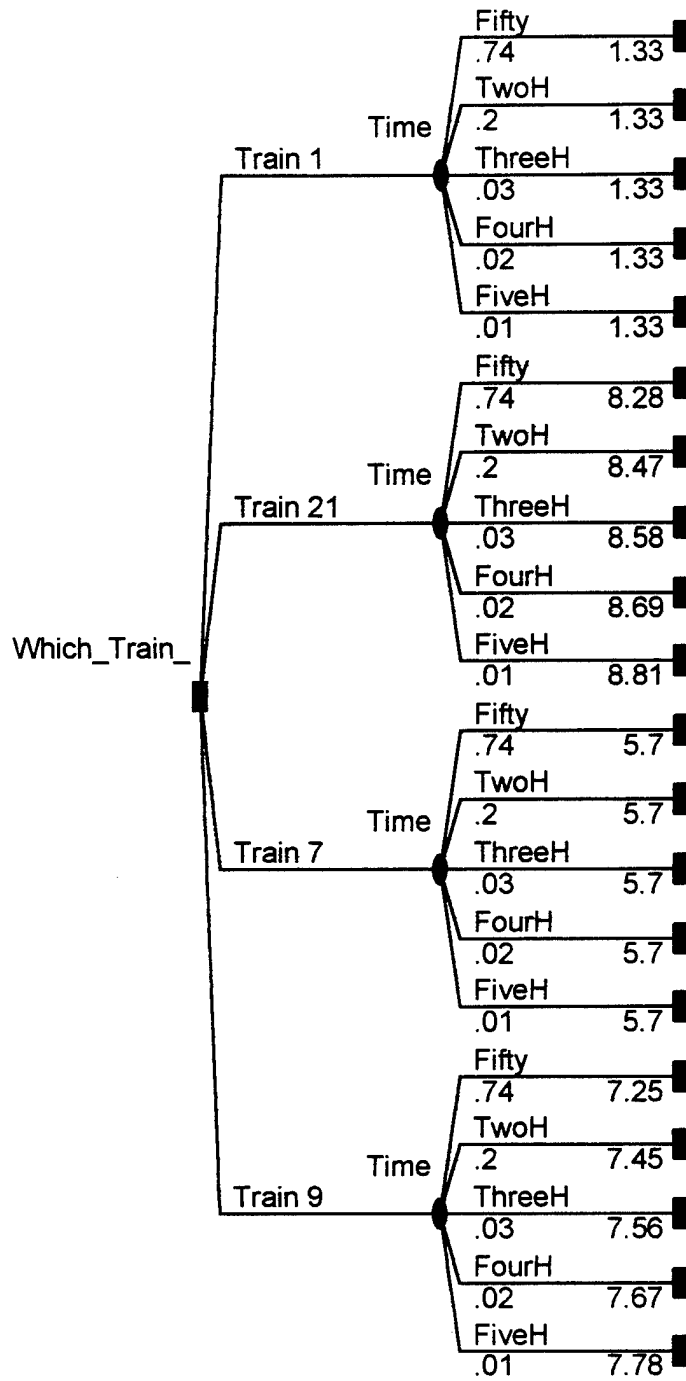 Fifty
.74 1.33
TwoH
Time
.2 1.33
Train 1
ThreeH
.03 1.33
FourH
.02 1.33
FiveH
.01 1.33
Fifty
.74 8.28
TwoH
Time
.2 8.47
Train 21
ThreeH
.03 8.58
FourH
.02 8.69
FiveH
.01 8.81
Which_Train_
Fifty
.74 5.7
TwoH
Time
.2 5.7
Train 7
ThreeH
.03 5.7
FourH
.02 5.7
FiveH
.01 5.7
Fifty
.74 7.25
TwoH
Time
.2 7.45
Train 9
ThreeH
.03 7.56
FourH
.02 7.67
FiveH
.01 7.78